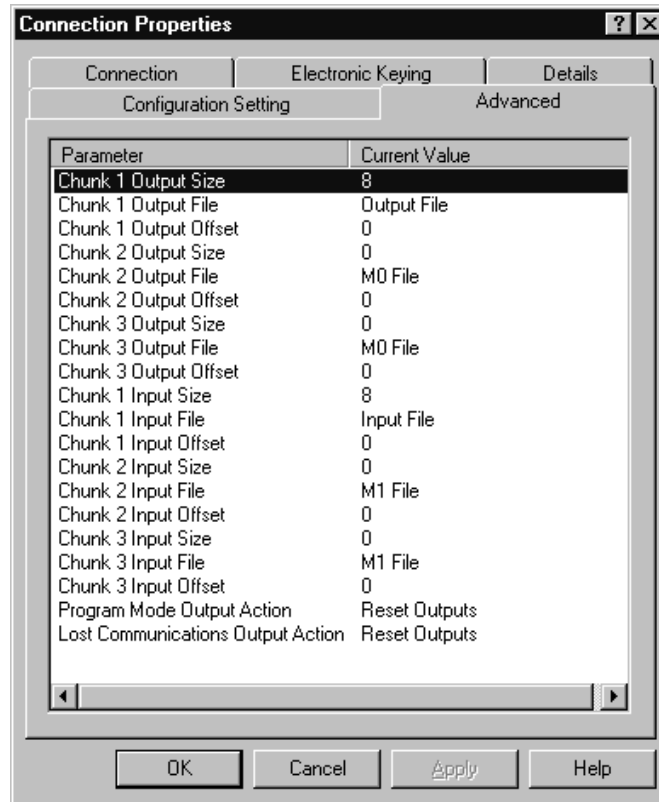 Connection Properties ? ×
Connection Electronic Keying Details
Configuration Setting Advanced
Parameter Current Value
Chunk 1 Output Size 8
Chunk 1 Output File Output File
Chunk 1 Output Offset 0
Chunk 2 Output Size 0
Chunk 2 Output File M0 File
Chunk 2 Output Offset 0
Chunk 3 Output Size 0
Chunk 3 Output File M0 File
Chunk 3 Output Offset 0
Chunk 1 Input Size 8
Chunk 1 Input File Input File
Chunk 1 Input Offset 0
Chunk 2 Input Size 0
Chunk 2 Input File M1 File
Chunk 2 Input Offset 0
Chunk 3 Input Size 0
Chunk 3 Input File M1 File
Chunk 3 Input Offset 0
Program Mode Output Action Reset Outputs
Lost Communications Output Action Reset Outputs
OK Cancel Apply Help